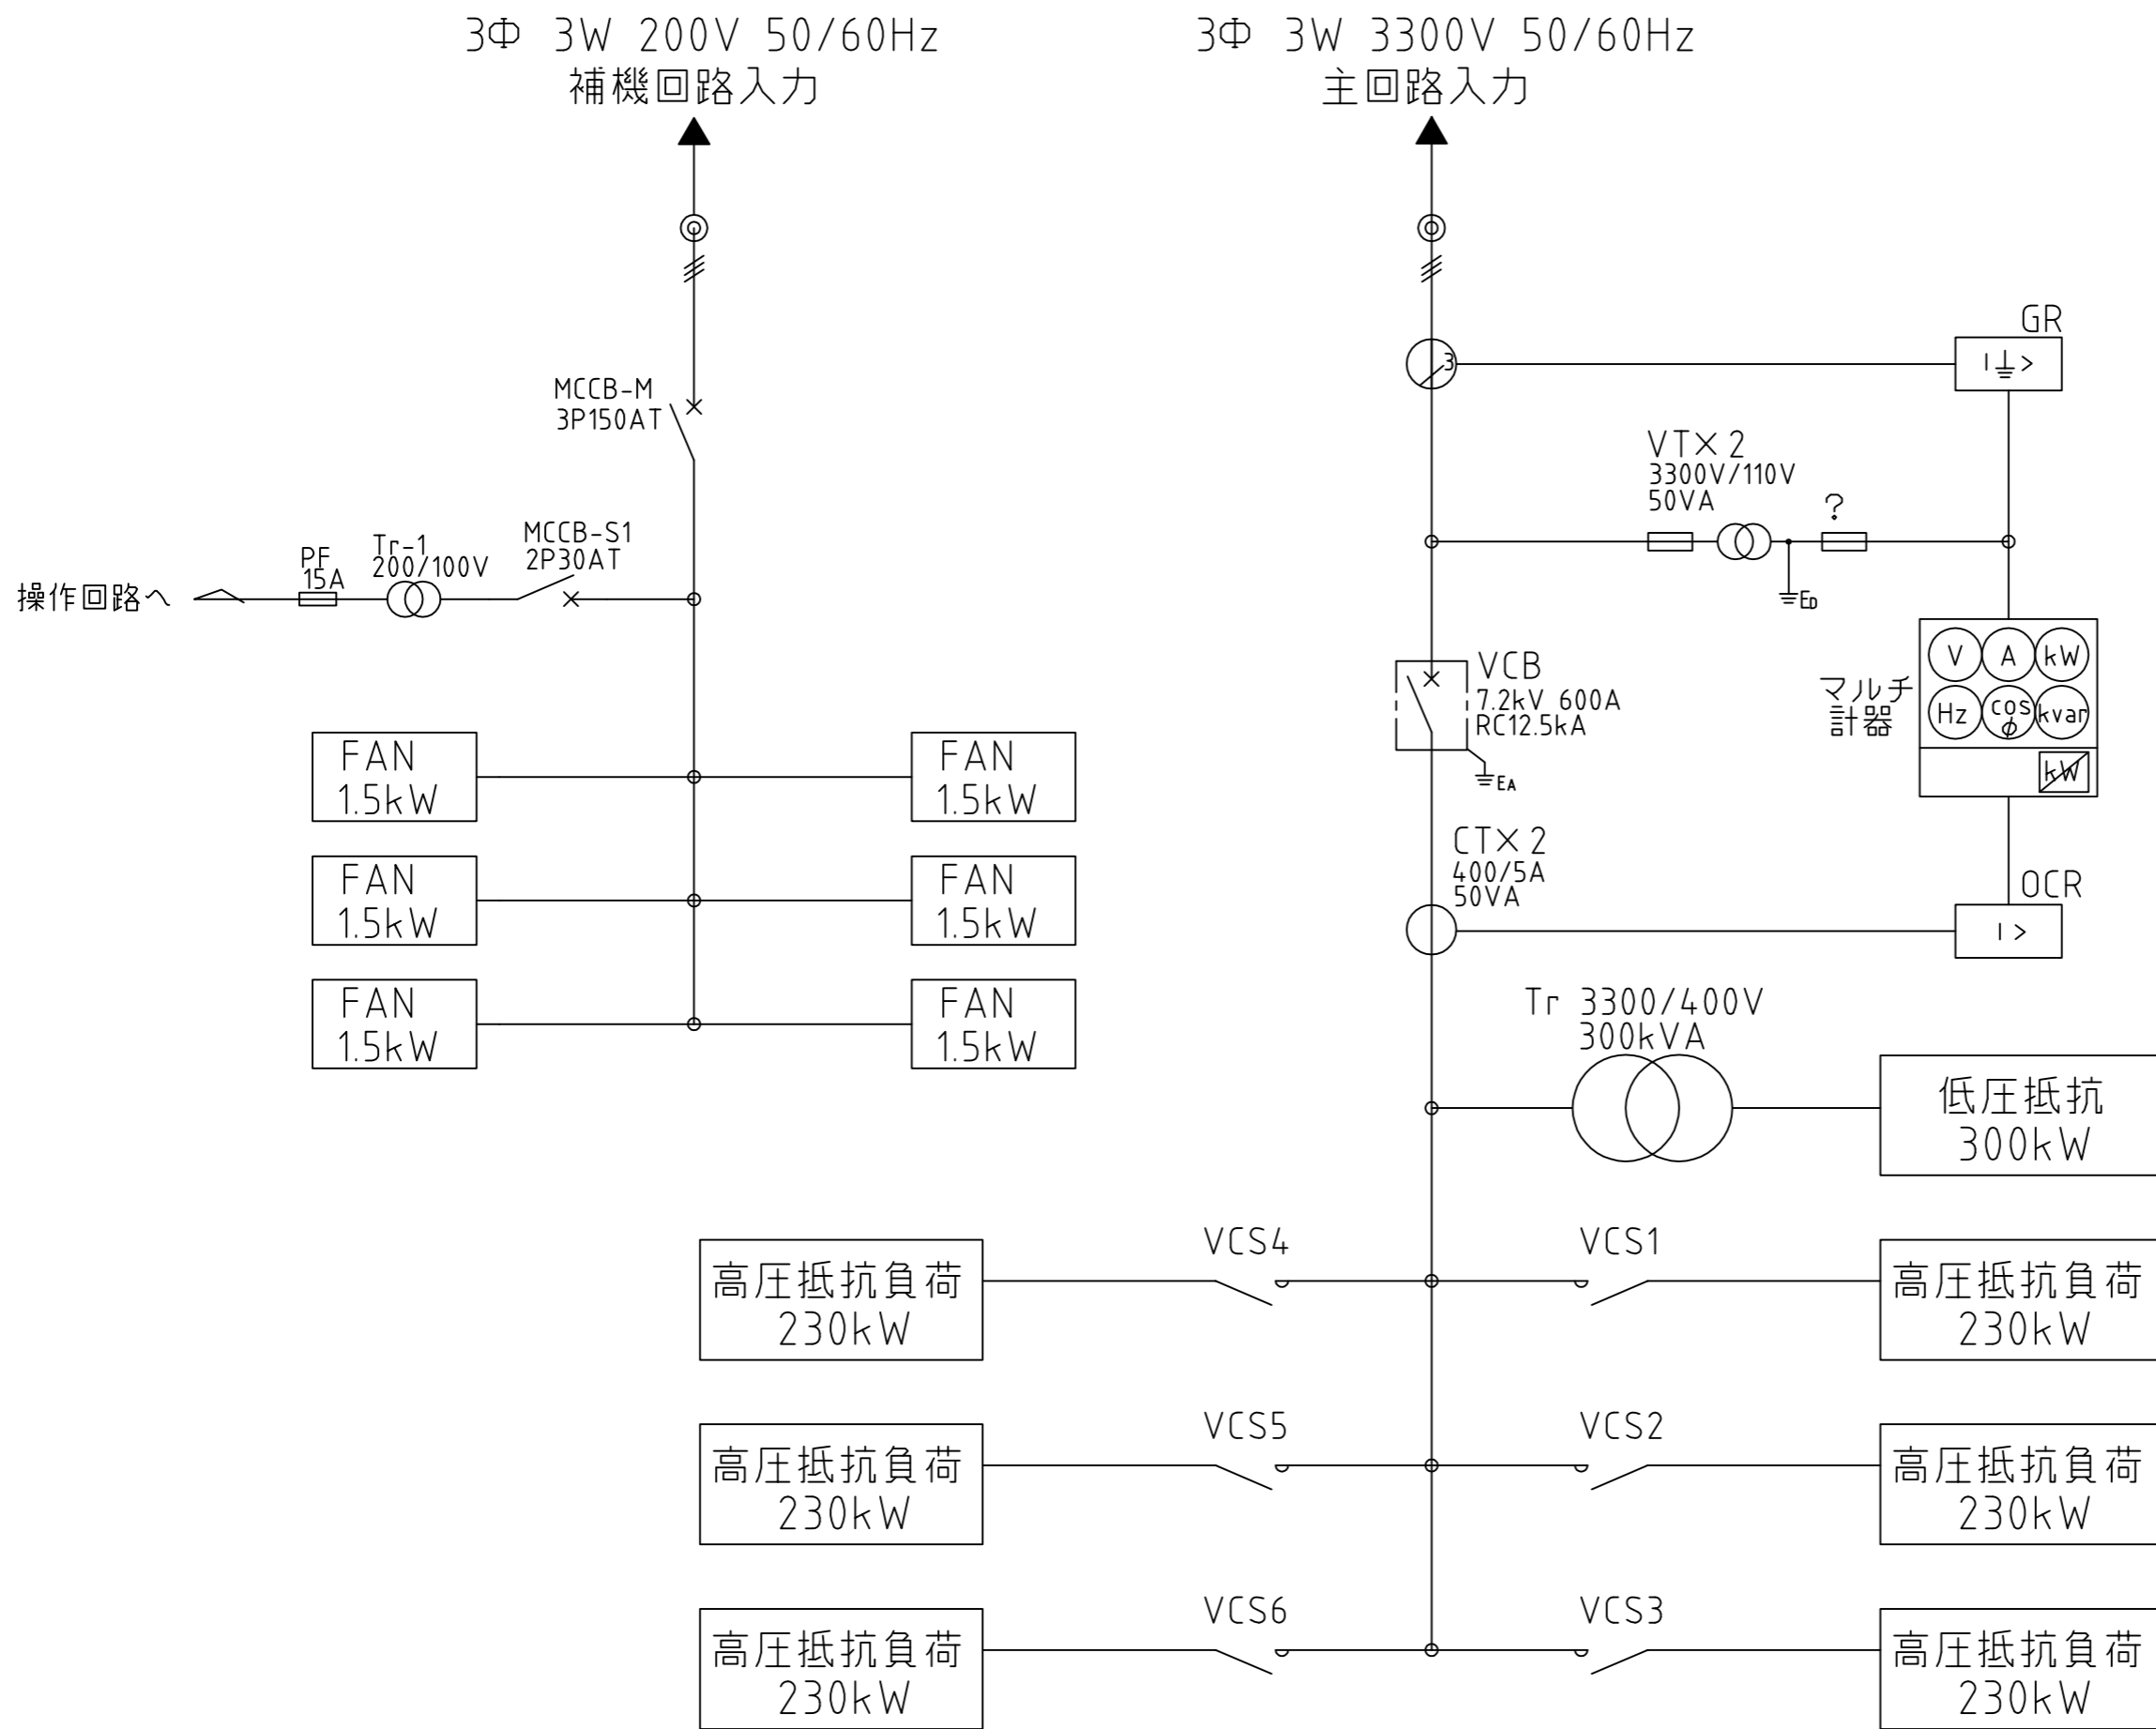 3Φ 3W 200V 50/60Hz
補機回路入力
3Φ 3W 3300V 50/60Hz
主回路入力
GR
3
I >
MCCB-M
3P150AT
VT×2
3300V/110V
50VA
?
ED
MCCB-S1
2P30AT
Tr-1
200/100V
PF
15A
操作回路へ
VCB
7.2kV 600A
RC12.5kA
EA
マルチ
計器
V A kW
Hz cosφ kvar
kW
FAN
1.5kW
FAN
1.5kW
FAN
1.5kW
FAN
1.5kW
FAN
1.5kW
FAN
1.5kW
CT×2
400/5A
50VA
OCR
I >
Tr 3300/400V
300kVA
低圧抵抗
300kW
高圧抵抗負荷
230kW
VCS4
VCS1
高圧抵抗負荷
230kW
高圧抵抗負荷
230kW
VCS5
VCS2
高圧抵抗負荷
230kW
高圧抵抗負荷
230kW
VCS6
VCS3
高圧抵抗負荷
230kW